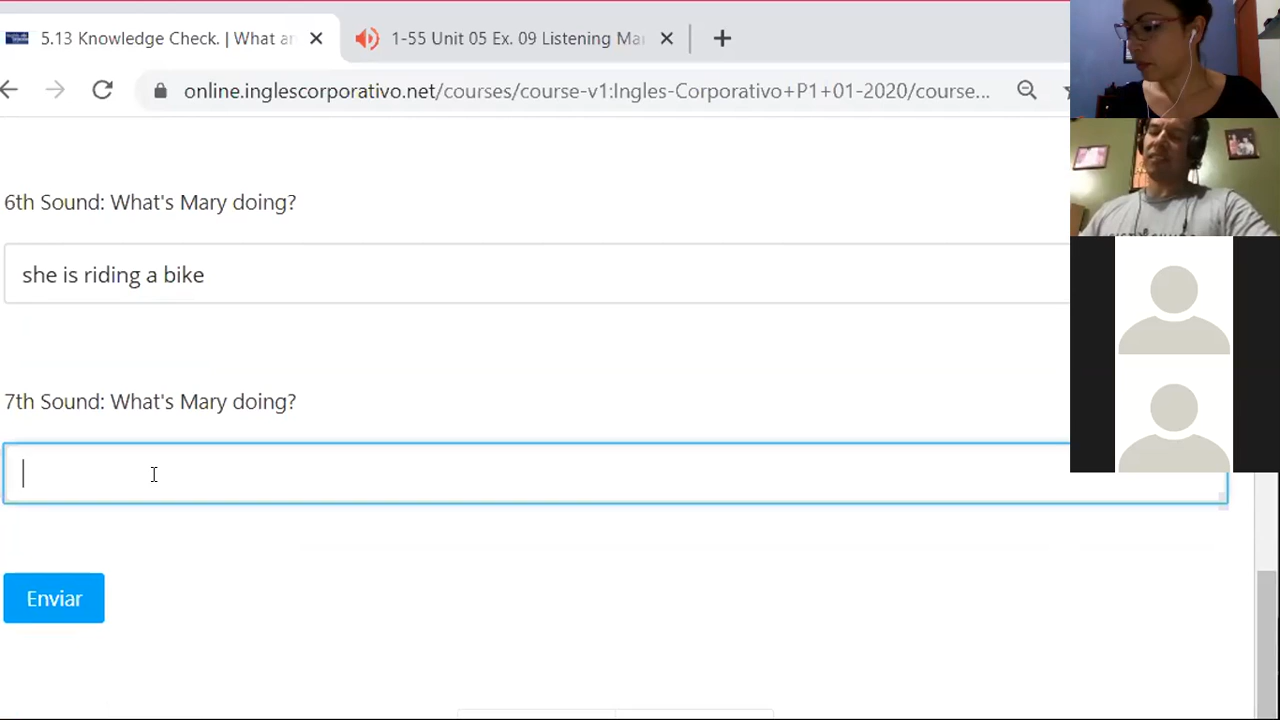 5.13 Knowledge Check. | What an
1-55 Unit 05 Ex. 09 Listening Mar
online.inglescorporativo.net/courses/course-v1:Ingles-Corporativo+P1+01-2020/course...
6th Sound: What's Mary doing?
she is riding a bike
7th Sound: What's Mary doing?
Enviar